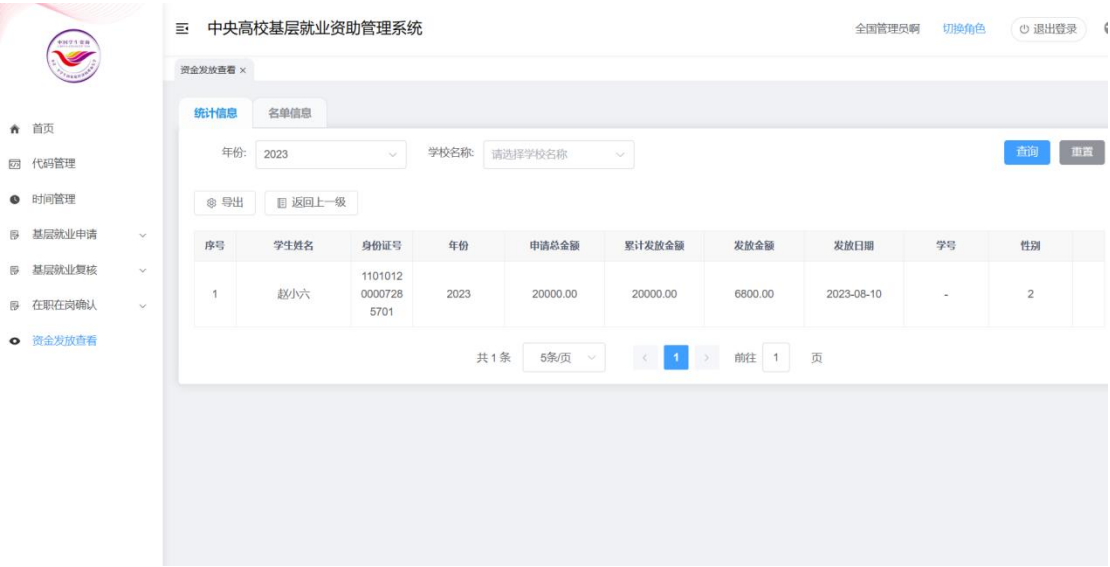 中央高校基层就业资助管理系统
全国管理员啊 切换角色 退出登录
资金发放查看 ×
统计信息 名单信息
首页
代码管理
时间管理
基层就业申请
基层就业复核
在职在岗确认
资金发放查看
年份: 2023 学校名称: 请选择学校名称 查询 重置
导出 返回上一级
序号 学生姓名 身份证号 年份 申请总金额 累计发放金额 发放金额 发放日期 学号 性别
1 赵小六 1101012 2023 20000.00 20000.00 6800.00 2023-08-10 - 2
0000728
5701
共 1 条 5条/页 < 1 > 前往 1 页